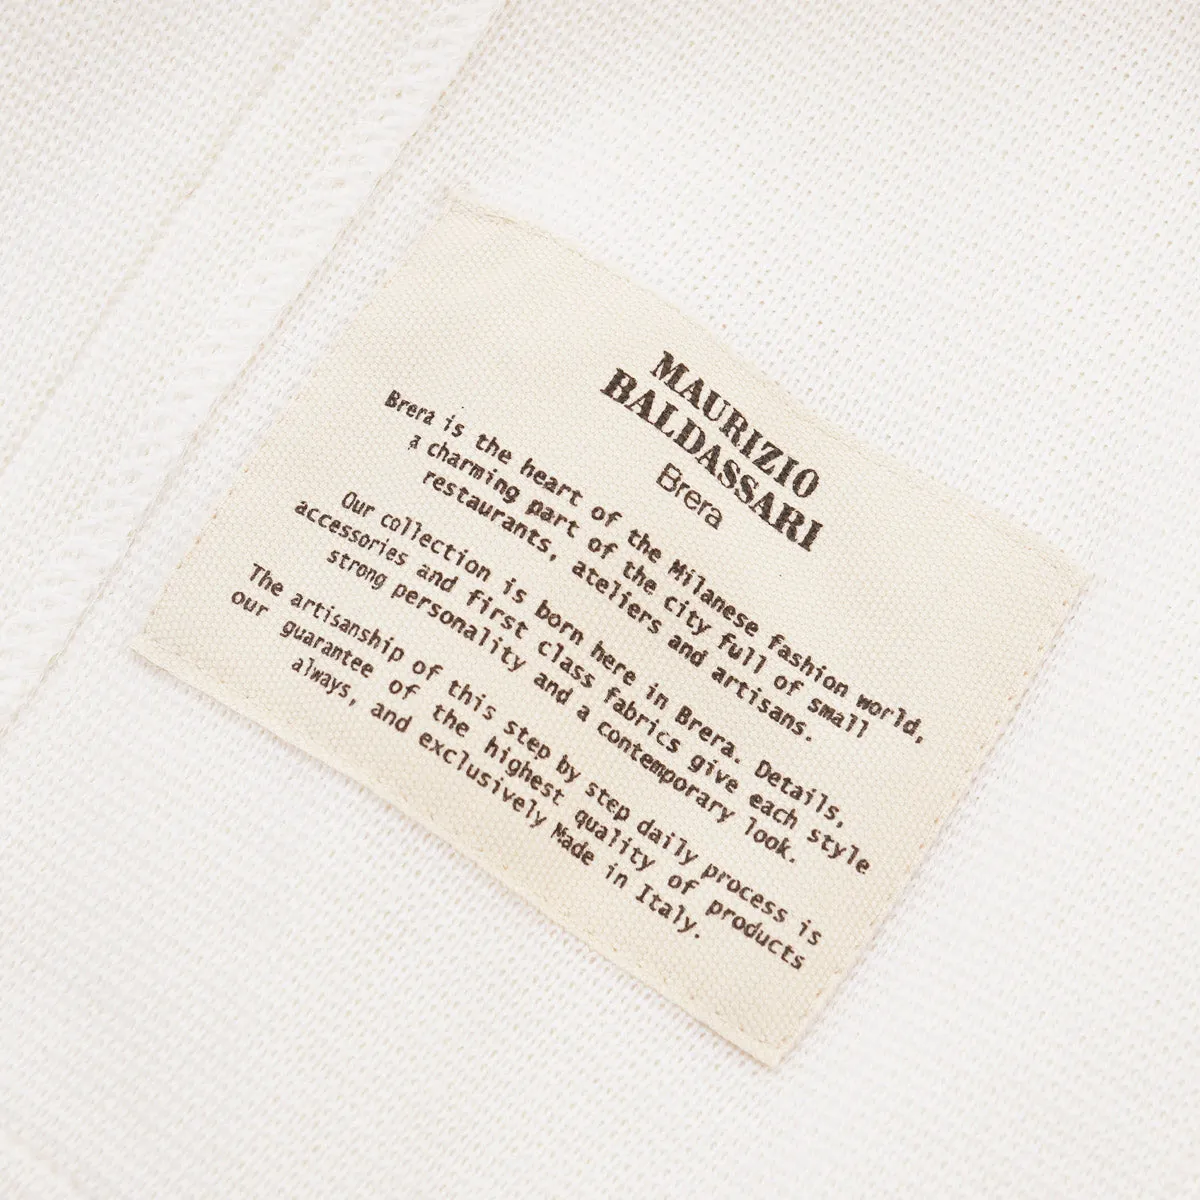 MAURIZIO
BALDASSARI
Brera
Brera is the heart of the Milanese fashion world,
a charming part of the city full of small
restaurants, ateliers and artisans.
Our collection is born here in Brera. Details,
accessories and first class fabrics give each style
strong personality and a contemporary look.
The artisanship of this step by step daily process is
our guarantee of the highest quality of products
always, and exclusively Made in Italy.